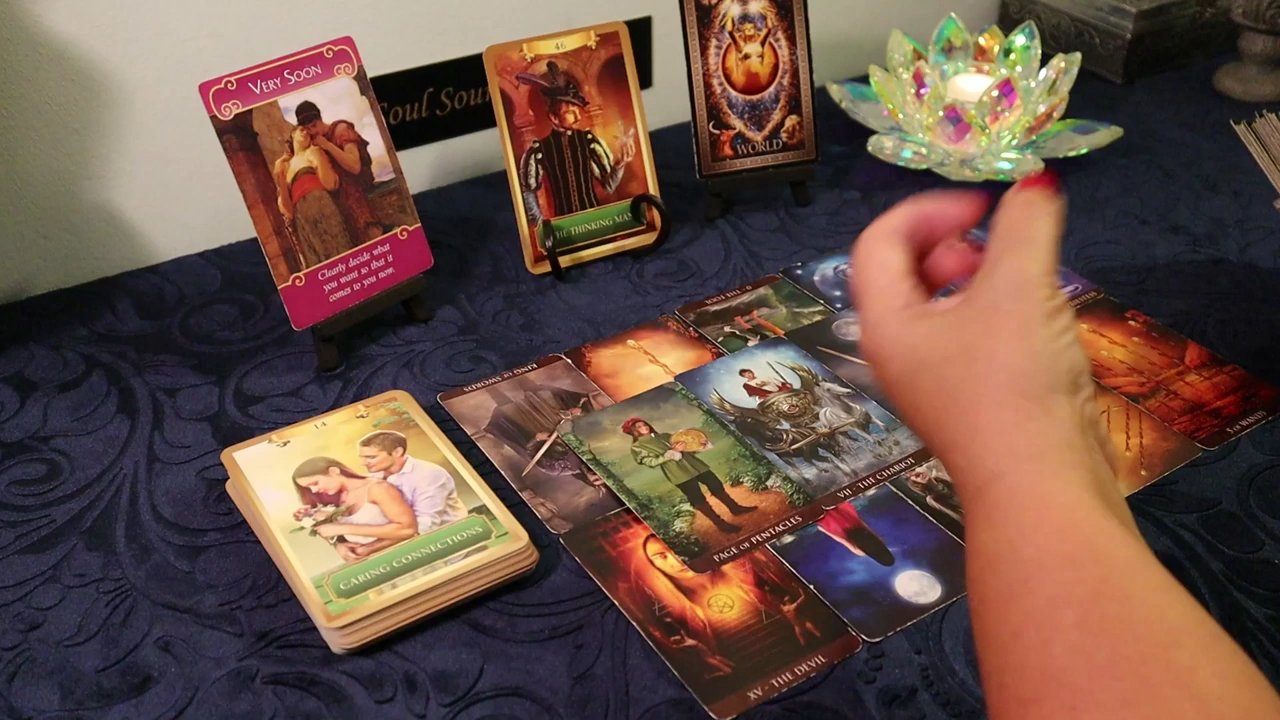 VERY SOON
Clearly decide what
you want so that it
comes to you now.
Soul Sour
46
THE THINKING MAN
WORLD
14
CARING CONNECTIONS
KING OF SWORDS
0 - THE FOOL
VII - THE CHARIOT
PAGE OF PENTACLES
XV - THE DEVIL
5 OF WANDS